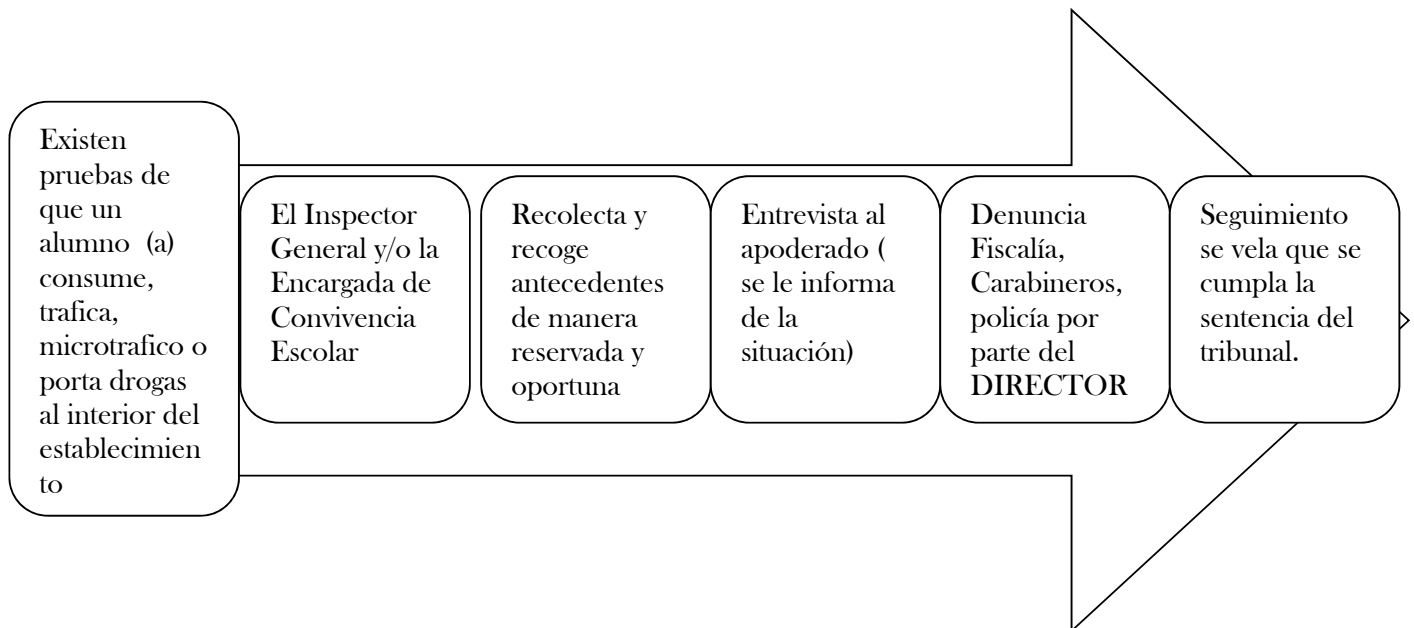 Existen
pruebas de
que un
alumno (a)
consume,
trafica,
microtrafico o
porta drogas
al interior del
establecimien
to
El Inspector
General y/o la
Encargada de
Convivencia
Escolar
Recolecta y
recoge
antecedentes
de manera
reservada y
oportuna
Entrevista al
apoderado (
se le informa
de la
situación)
Denuncia
Fiscalía,
Carabineros,
policía por
parte del
DIRECTOR
Seguimiento
se vela que se
cumpla la
sentencia del
tribunal.